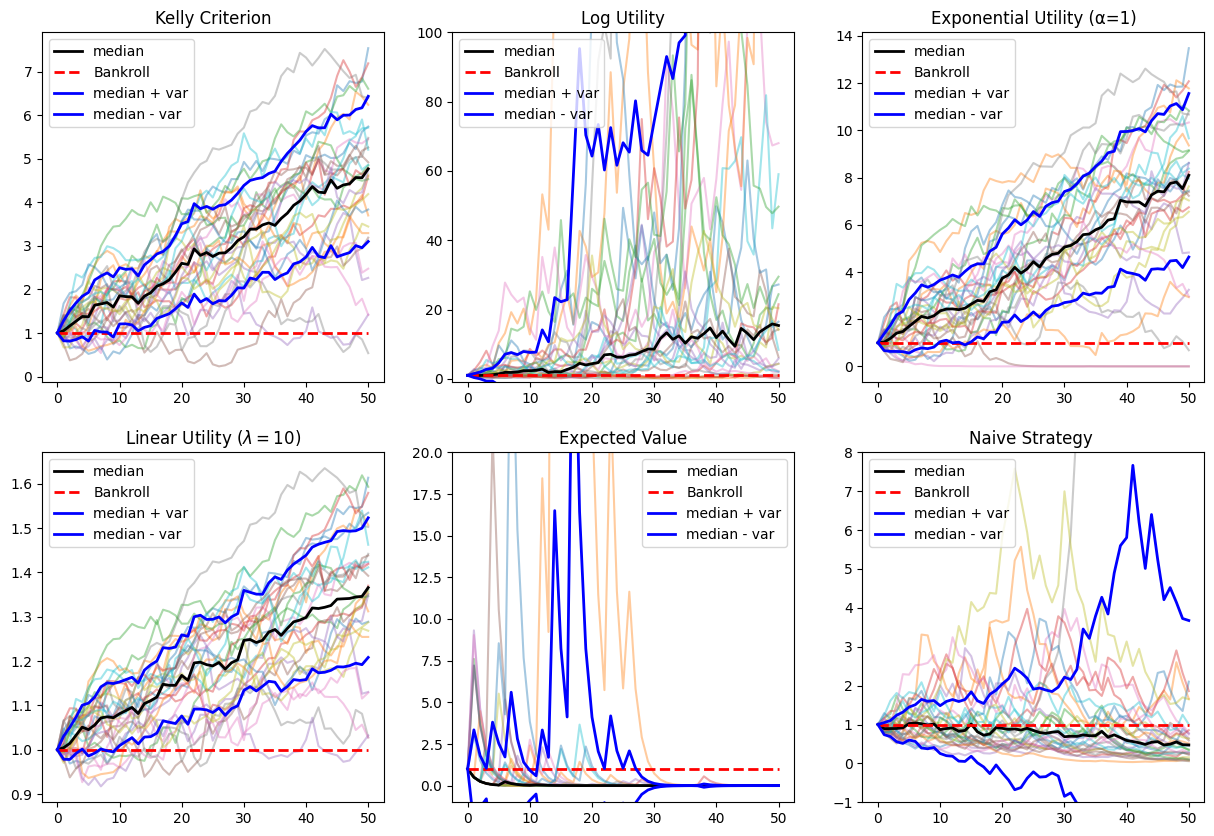 Kelly Criterion
median
Bankroll
median + var
median - var
7
6
5
4
3
2
1
0
0 10 20 30 40 50
Log Utility
median
Bankroll
median + var
median - var
100
80
60
40
20
0
0 10 20 30 40 50
Exponential Utility (α=1)
median
Bankroll
median + var
median - var
14
12
10
8
6
4
2
0
0 10 20 30 40 50
Linear Utility (λ = 10)
median
Bankroll
median + var
median - var
1.6
1.5
1.4
1.3
1.2
1.1
1.0
0.9
0 10 20 30 40 50
Expected Value
median
Bankroll
median + var
median - var
20.0
17.5
15.0
12.5
10.0
7.5
5.0
2.5
0.0
0 10 20 30 40 50
Naive Strategy
median
Bankroll
median + var
median - var
8
7
6
5
4
3
2
1
0
−1
0 10 20 30 40 50